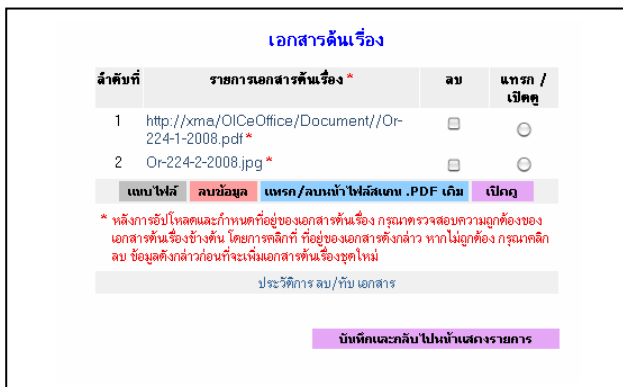 เอกสารต้นเรื่อง
ลำดับที่ รายการเอกสารต้นเรื่อง * ลบ แทรก /
เปิดดู
1 http://xma/OICeOffice/Document//Or-
224-1-2008.pdf *
2 Or-224-2-2008.jpg *
แนบไฟล์ ลบข้อมูล แทรก/ลบหน้าไฟล์สแกน .PDF เดิม เปิดดู
* หลังการอัปโหลดและกำหนดที่อยู่ของเอกสารต้นเรื่อง กรุณาตรวจสอบความถูกต้องของ
เอกสารต้นเรื่องข้างต้น โดยการคลิกที่ ที่อยู่ของเอกสารดังกล่าว หากไม่ถูกต้อง กรุณาคลิก
ลบ ข้อมูลดังกล่าวก่อนที่จะเพิ่มเอกสารต้นเรื่องชุดใหม่
ประวัติการ ลบ/ทับ เอกสาร
บันทึกและกลับไปหน้าแสดงรายการ